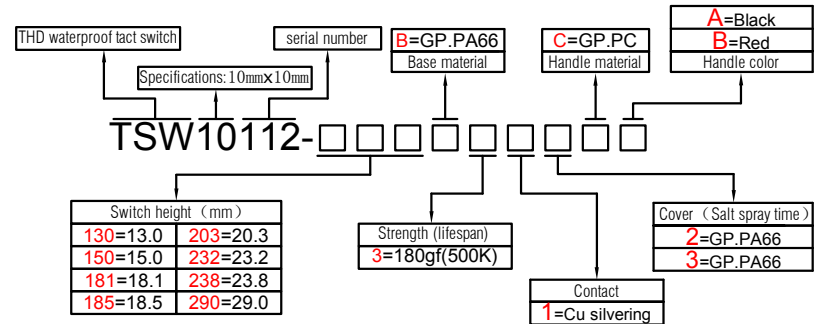 THD waterproof tact switch
serial number
B=GP.PA66
Base material
C=GP.PC
Handle material
A=Black
B=Red
Handle color
Specifications:10mm×10mm
TSW10112-□□□□□□□□□
Switch height（mm）
130=13.0 203=20.3
150=15.0 232=23.2
181=18.1 238=23.8
185=18.5 290=29.0
Strength (lifespan)
3=180gf(500K)
Contact
1=Cu silvering
Cover（Salt spray time）
2=GP.PA66
3=GP.PA66